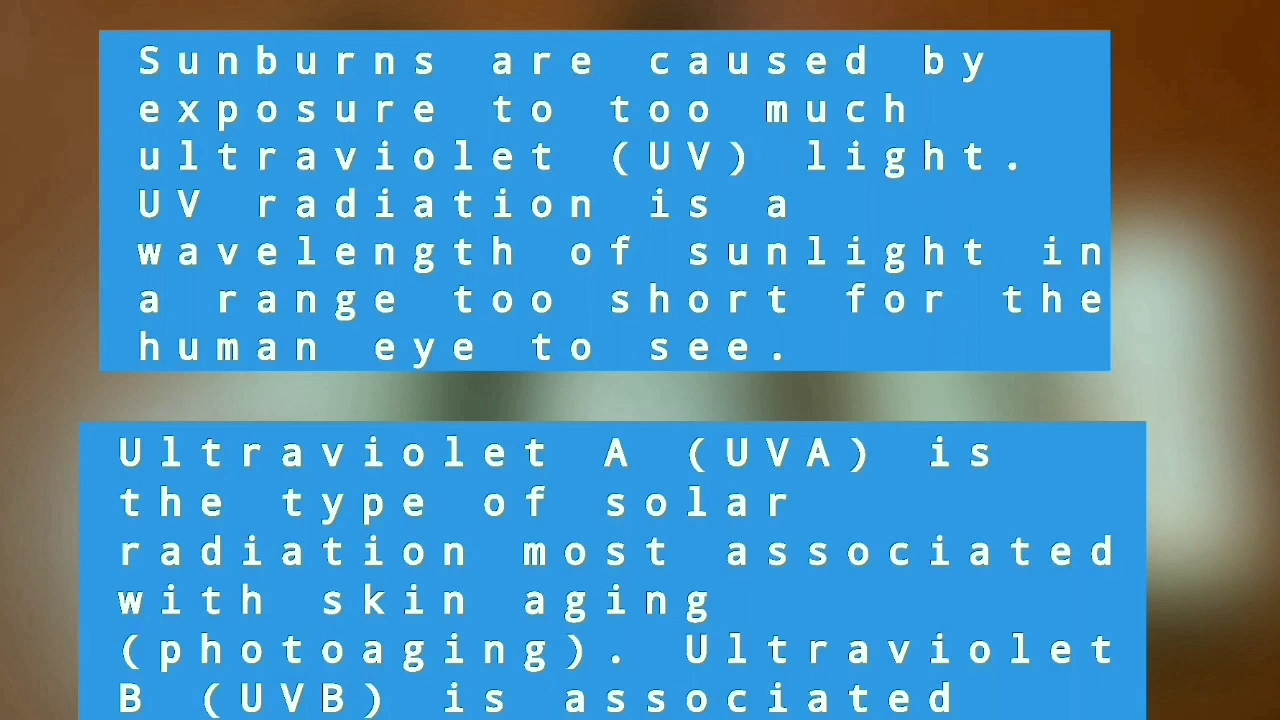 Sunburns are caused by
exposure to too much
ultraviolet (UV) light.
UV radiation is a
wavelength of sunlight in
a range too short for the
human eye to see.
Ultraviolet A (UVA) is
the type of solar
radiation most associated
with skin aging
(photoaging). Ultraviolet
B (UVB) is associated